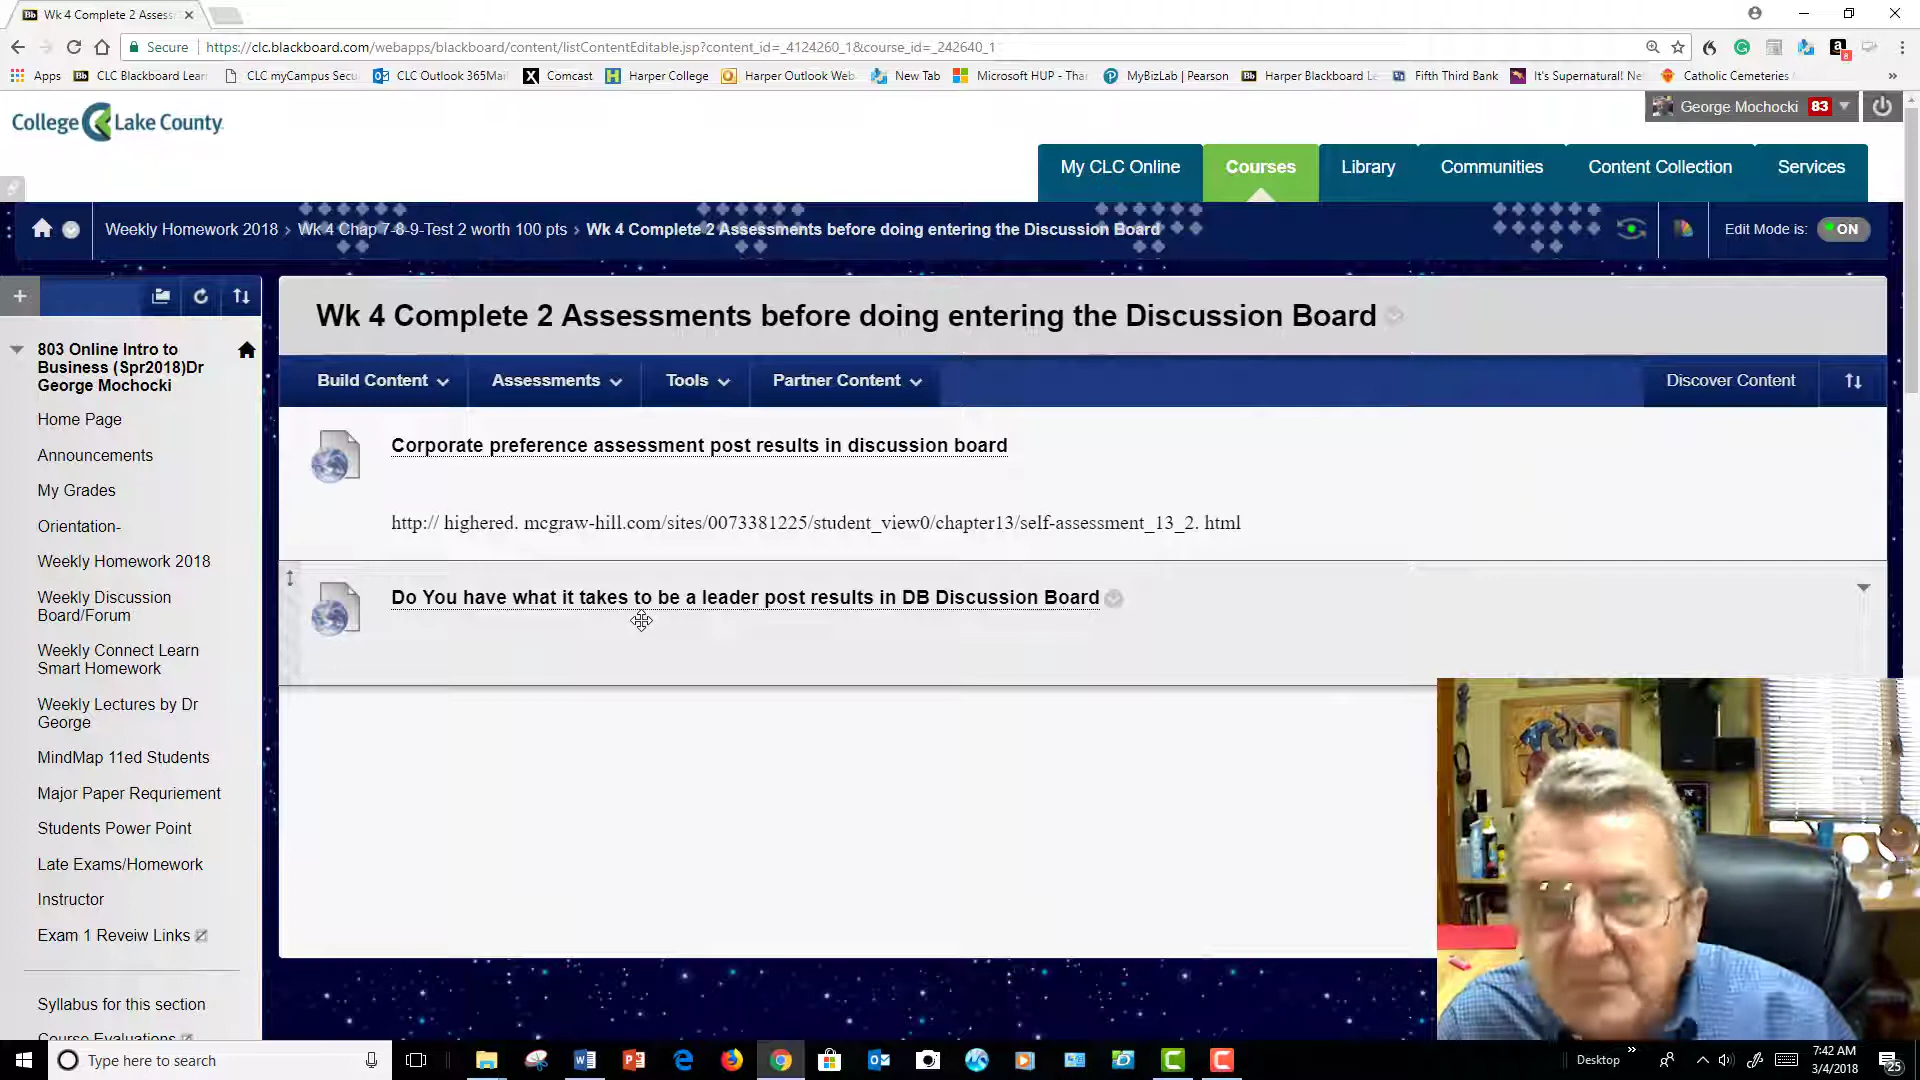 Wk 4 Complete 2 Assess
Secure
https://clc.blackboard.com/webapps/blackboard/content/listContentEditable.jsp?content_id=_4124260_1&course_id=_242640_1
8
Apps CLC Blackboard Lear CLC myCampus Secu CLC Outlook 365Mail Comcast Harper College Harper Outlook Web New Tab Microsoft HUP - Tha MyBizLab | Pearson Harper Blackboard Le Fifth Third Bank It's Supernatural! Ne Catholic Cemeteries »
College Lake County
George Mochocki 83
My CLC Online Courses Library Communities Content Collection Services
Weekly Homework 2018 › Wk 4 Chap 7-8-9-Test 2 worth 100 pts › Wk 4 Complete 2 Assessments before doing entering the Discussion Board
Edit Mode is: ON
Wk 4 Complete 2 Assessments before doing entering the Discussion Board
Build Content Assessments Tools Partner Content Discover Content
Corporate preference assessment post results in discussion board
http:// highered. mcgraw-hill.com/sites/0073381225/student_view0/chapter13/self-assessment_13_2. html
Do You have what it takes to be a leader post results in DB Discussion Board
803 Online Intro to
Business (Spr2018)Dr
George Mochocki
Home Page
Announcements
My Grades
Orientation-
Weekly Homework 2018
Weekly Discussion
Board/Forum
Weekly Connect Learn
Smart Homework
Weekly Lectures by Dr
George
MindMap 11ed Students
Major Paper Requriement
Students Power Point
Late Exams/Homework
Instructor
Exam 1 Reveiw Links
Syllabus for this section
Course Evaluations
Type here to search
Desktop »
7:42 AM
3/4/2018
25